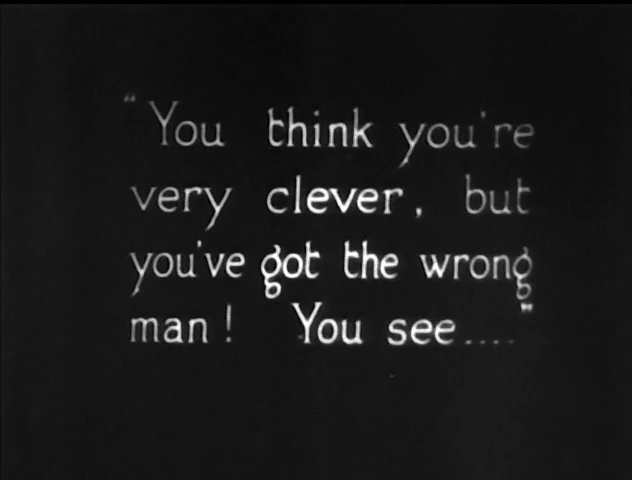 "You think you're
very clever, but
you've got the wrong
man! You see...."